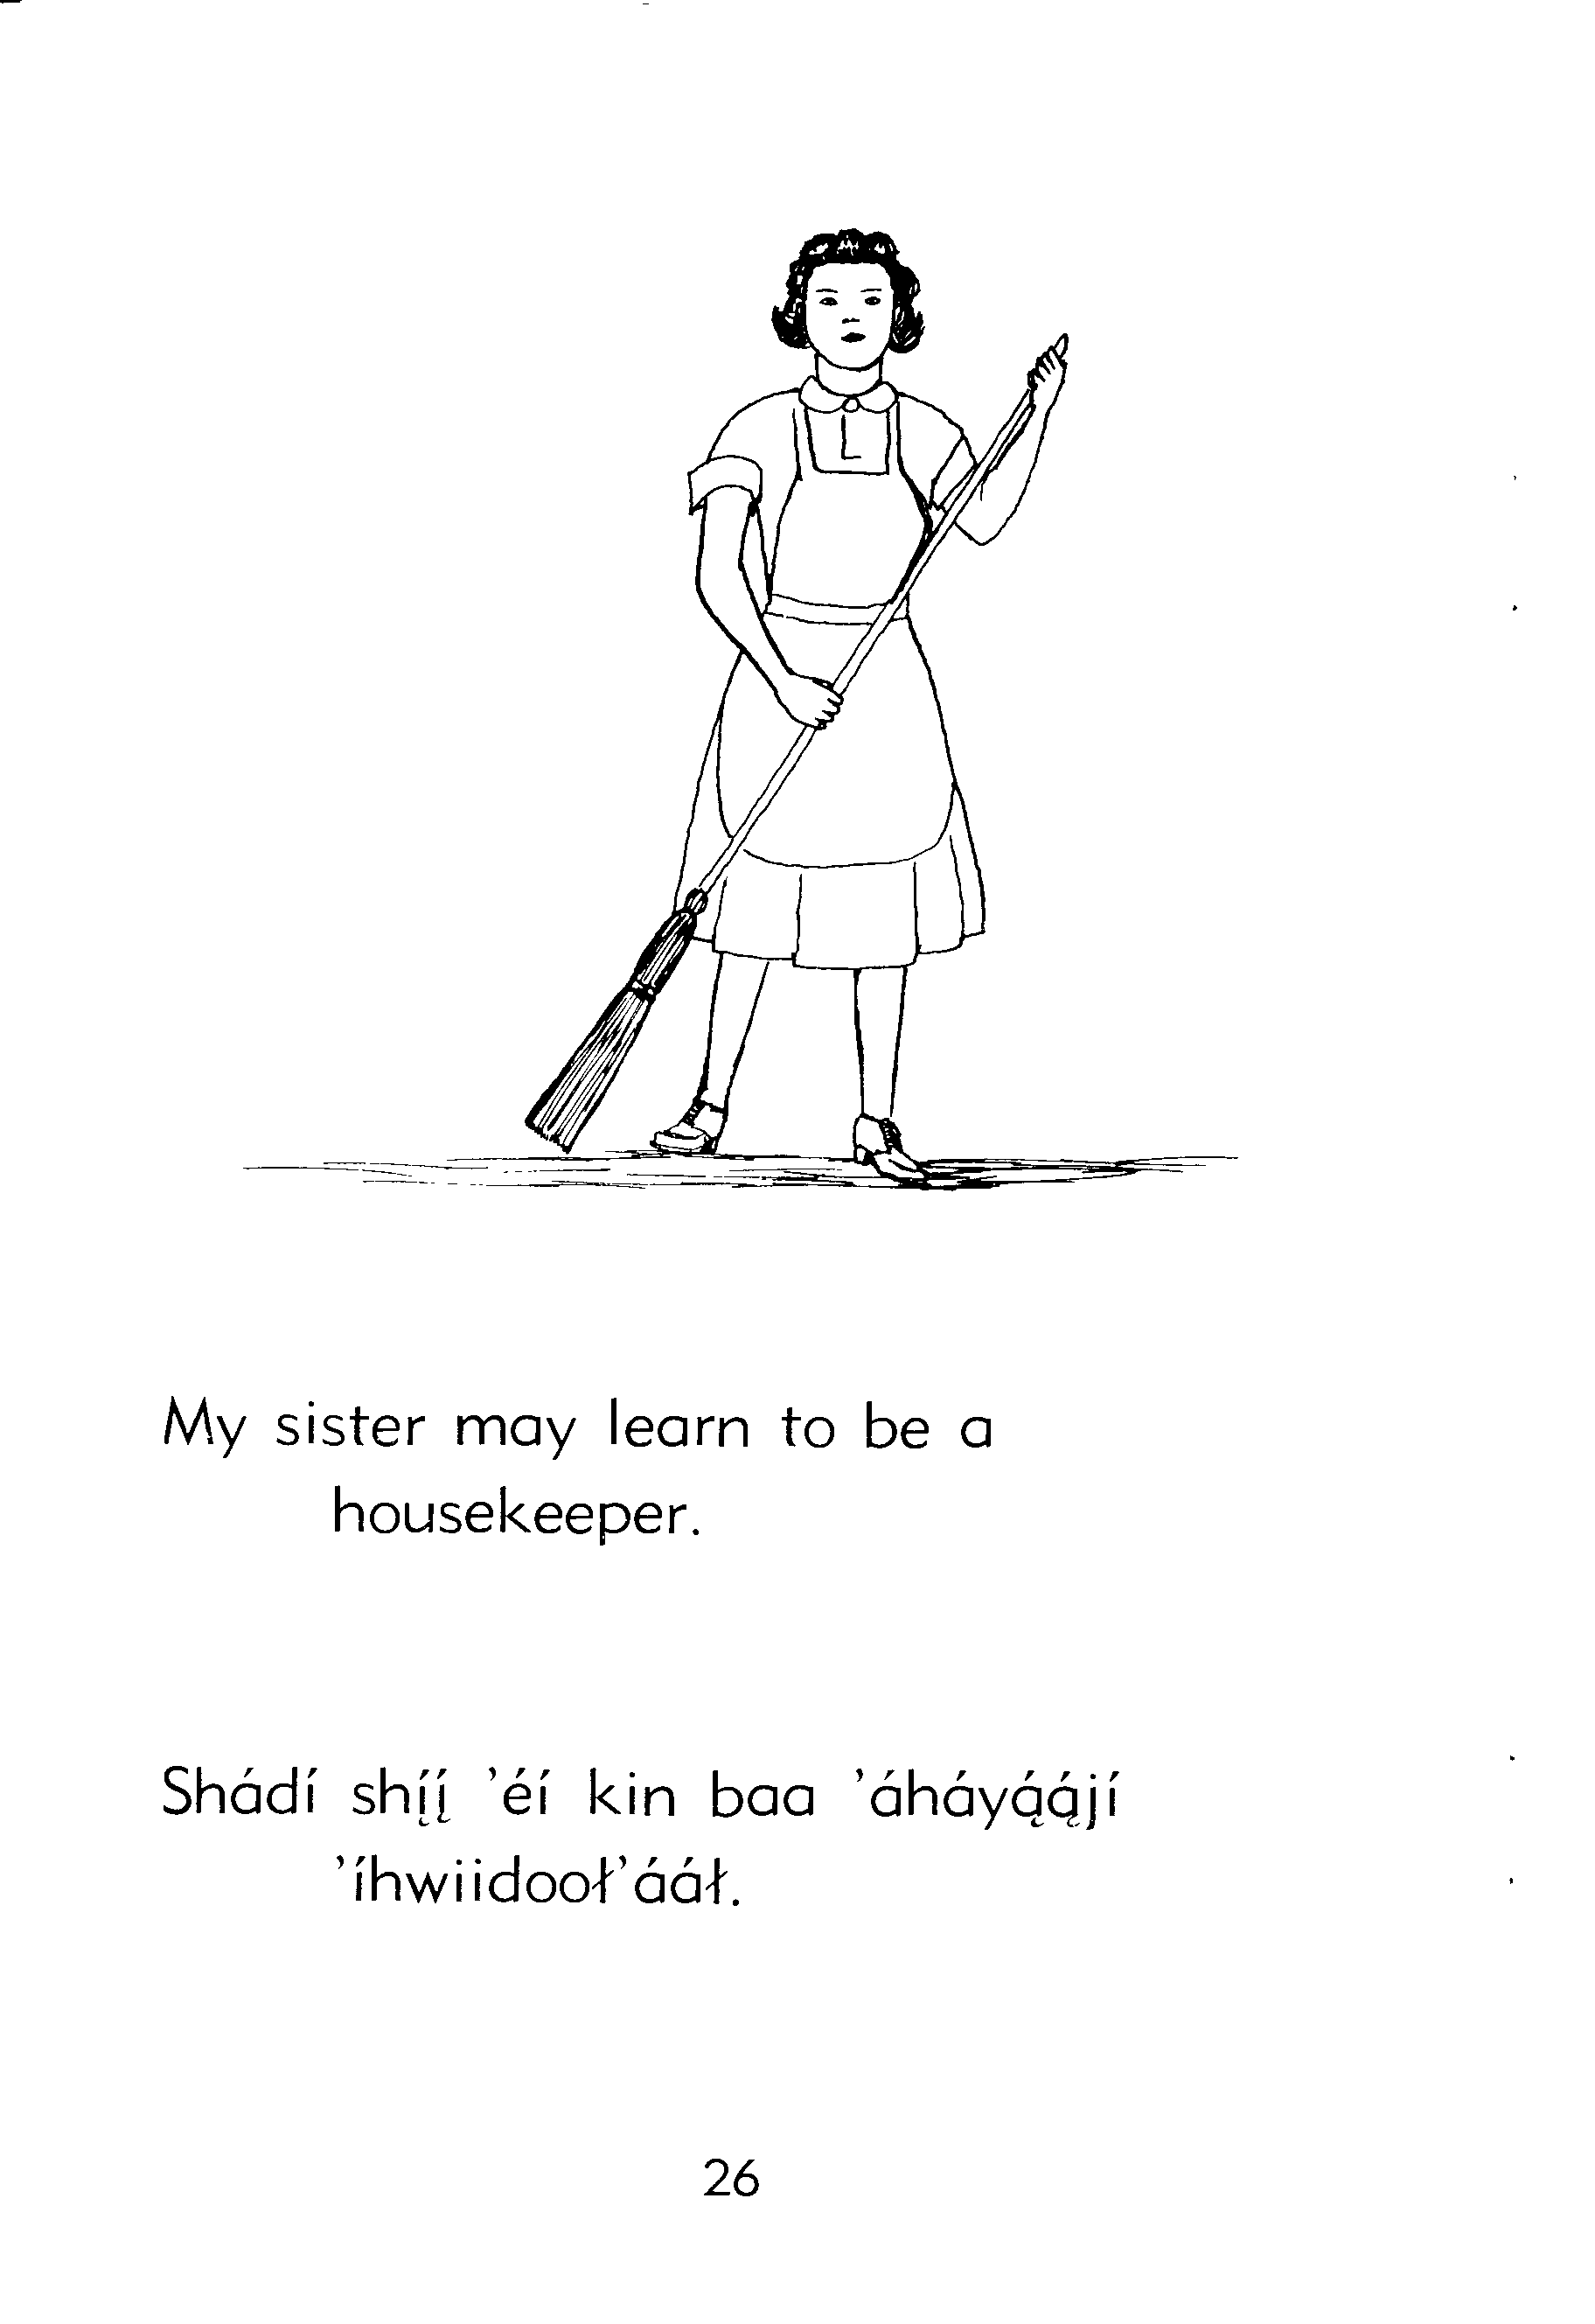 My sister may learn to be a
housekeeper.
Shádí shį́į́ ’éí kin baa ’áháyą́ą́jí
’íhwiidooł’ááł.
26